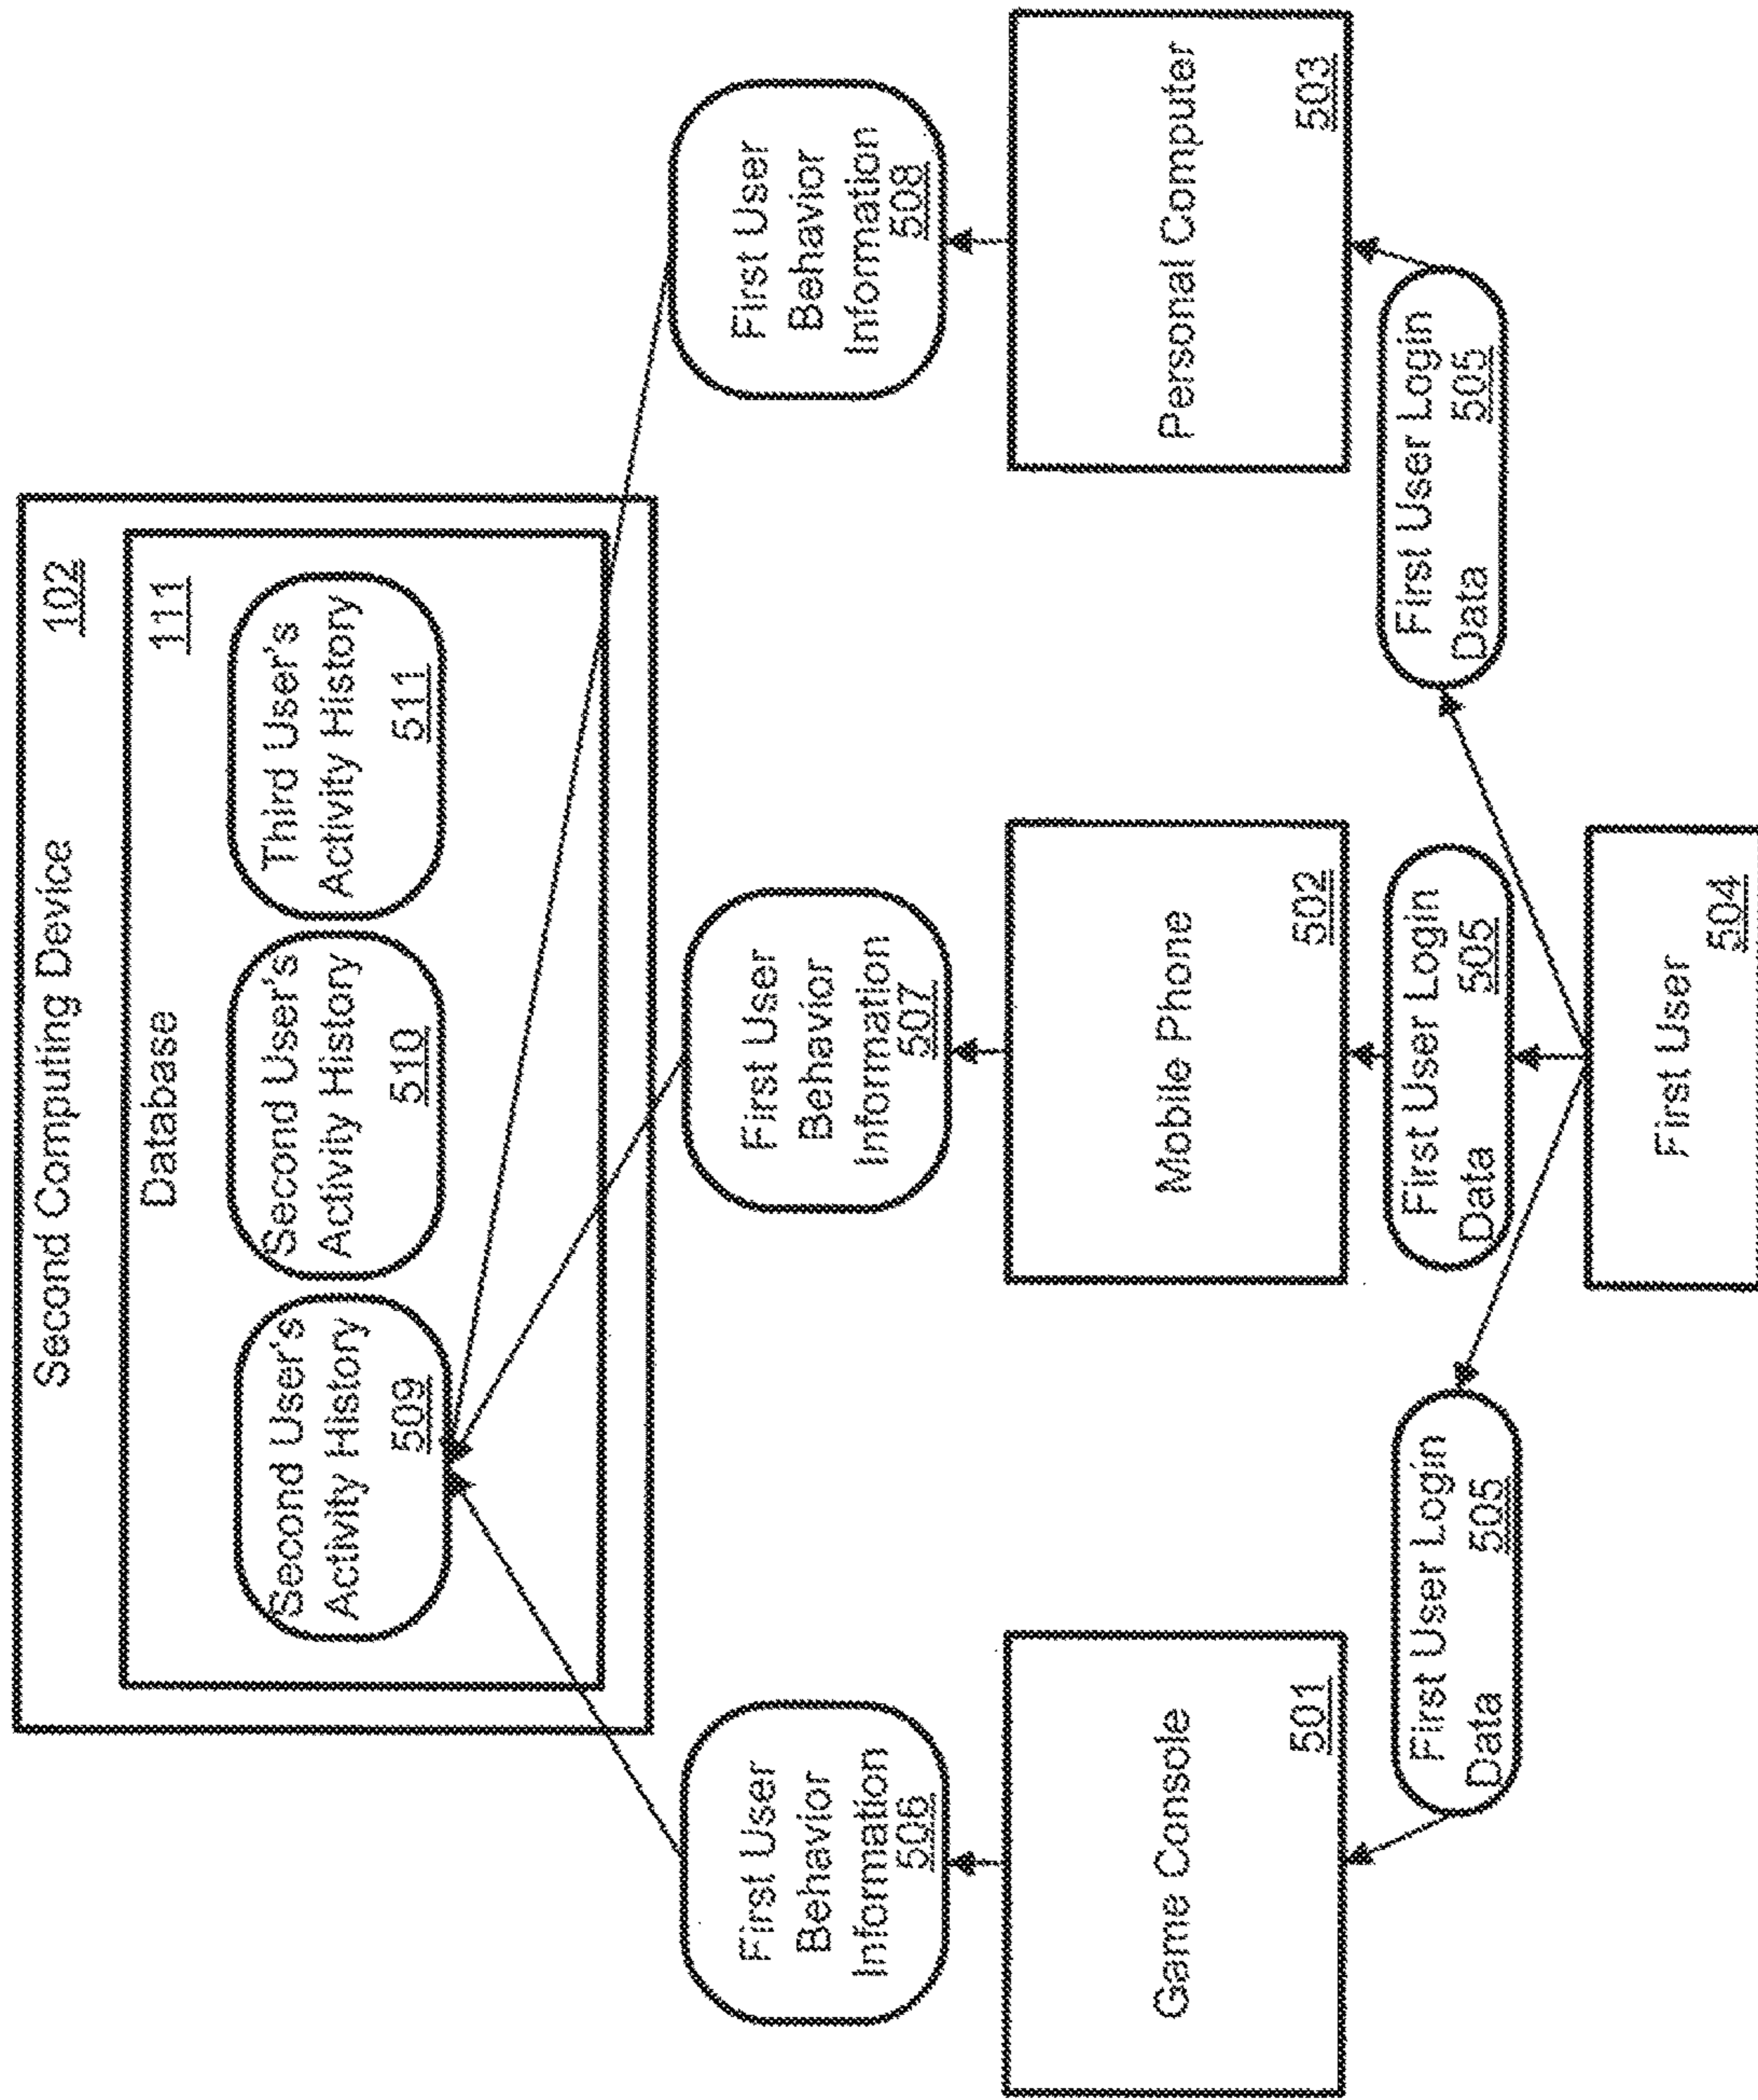 Second Computing Device
102
Database
111
Second User's
Activity History
509
Second User's
Activity History
510
Third User's
Activity History
511
First User
Behavior
Information
506
First User
Behavior
Information
507
First User
Behavior
Information
508
Game Console
501
Mobile Phone
502
Personal Computer
503
First User Login
Data
505
First User Login
Data
505
First User Login
Data
505
First User
504